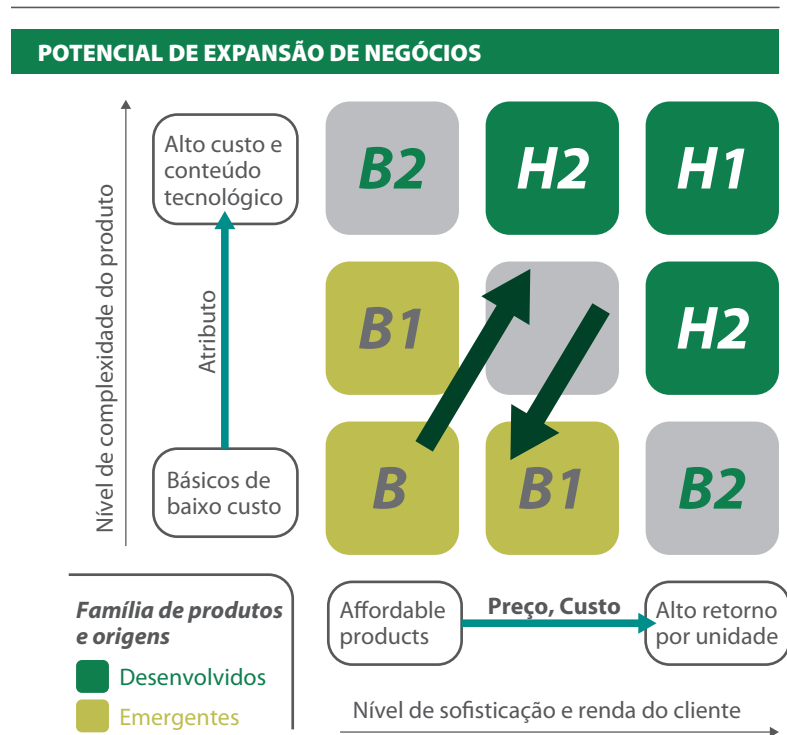 POTENCIAL DE EXPANSÃO DE NEGÓCIOS
Nível de complexidade do produto
Alto custo e
conteúdo
tecnológico
Atributo
Básicos de
baixo custo
B2
H2
H1
B1
H2
B
B1
B2
Affordable
products
Preço, Custo
Alto retorno
por unidade
Nível de sofisticação e renda do cliente
Família de produtos
e origens
Desenvolvidos
Emergentes